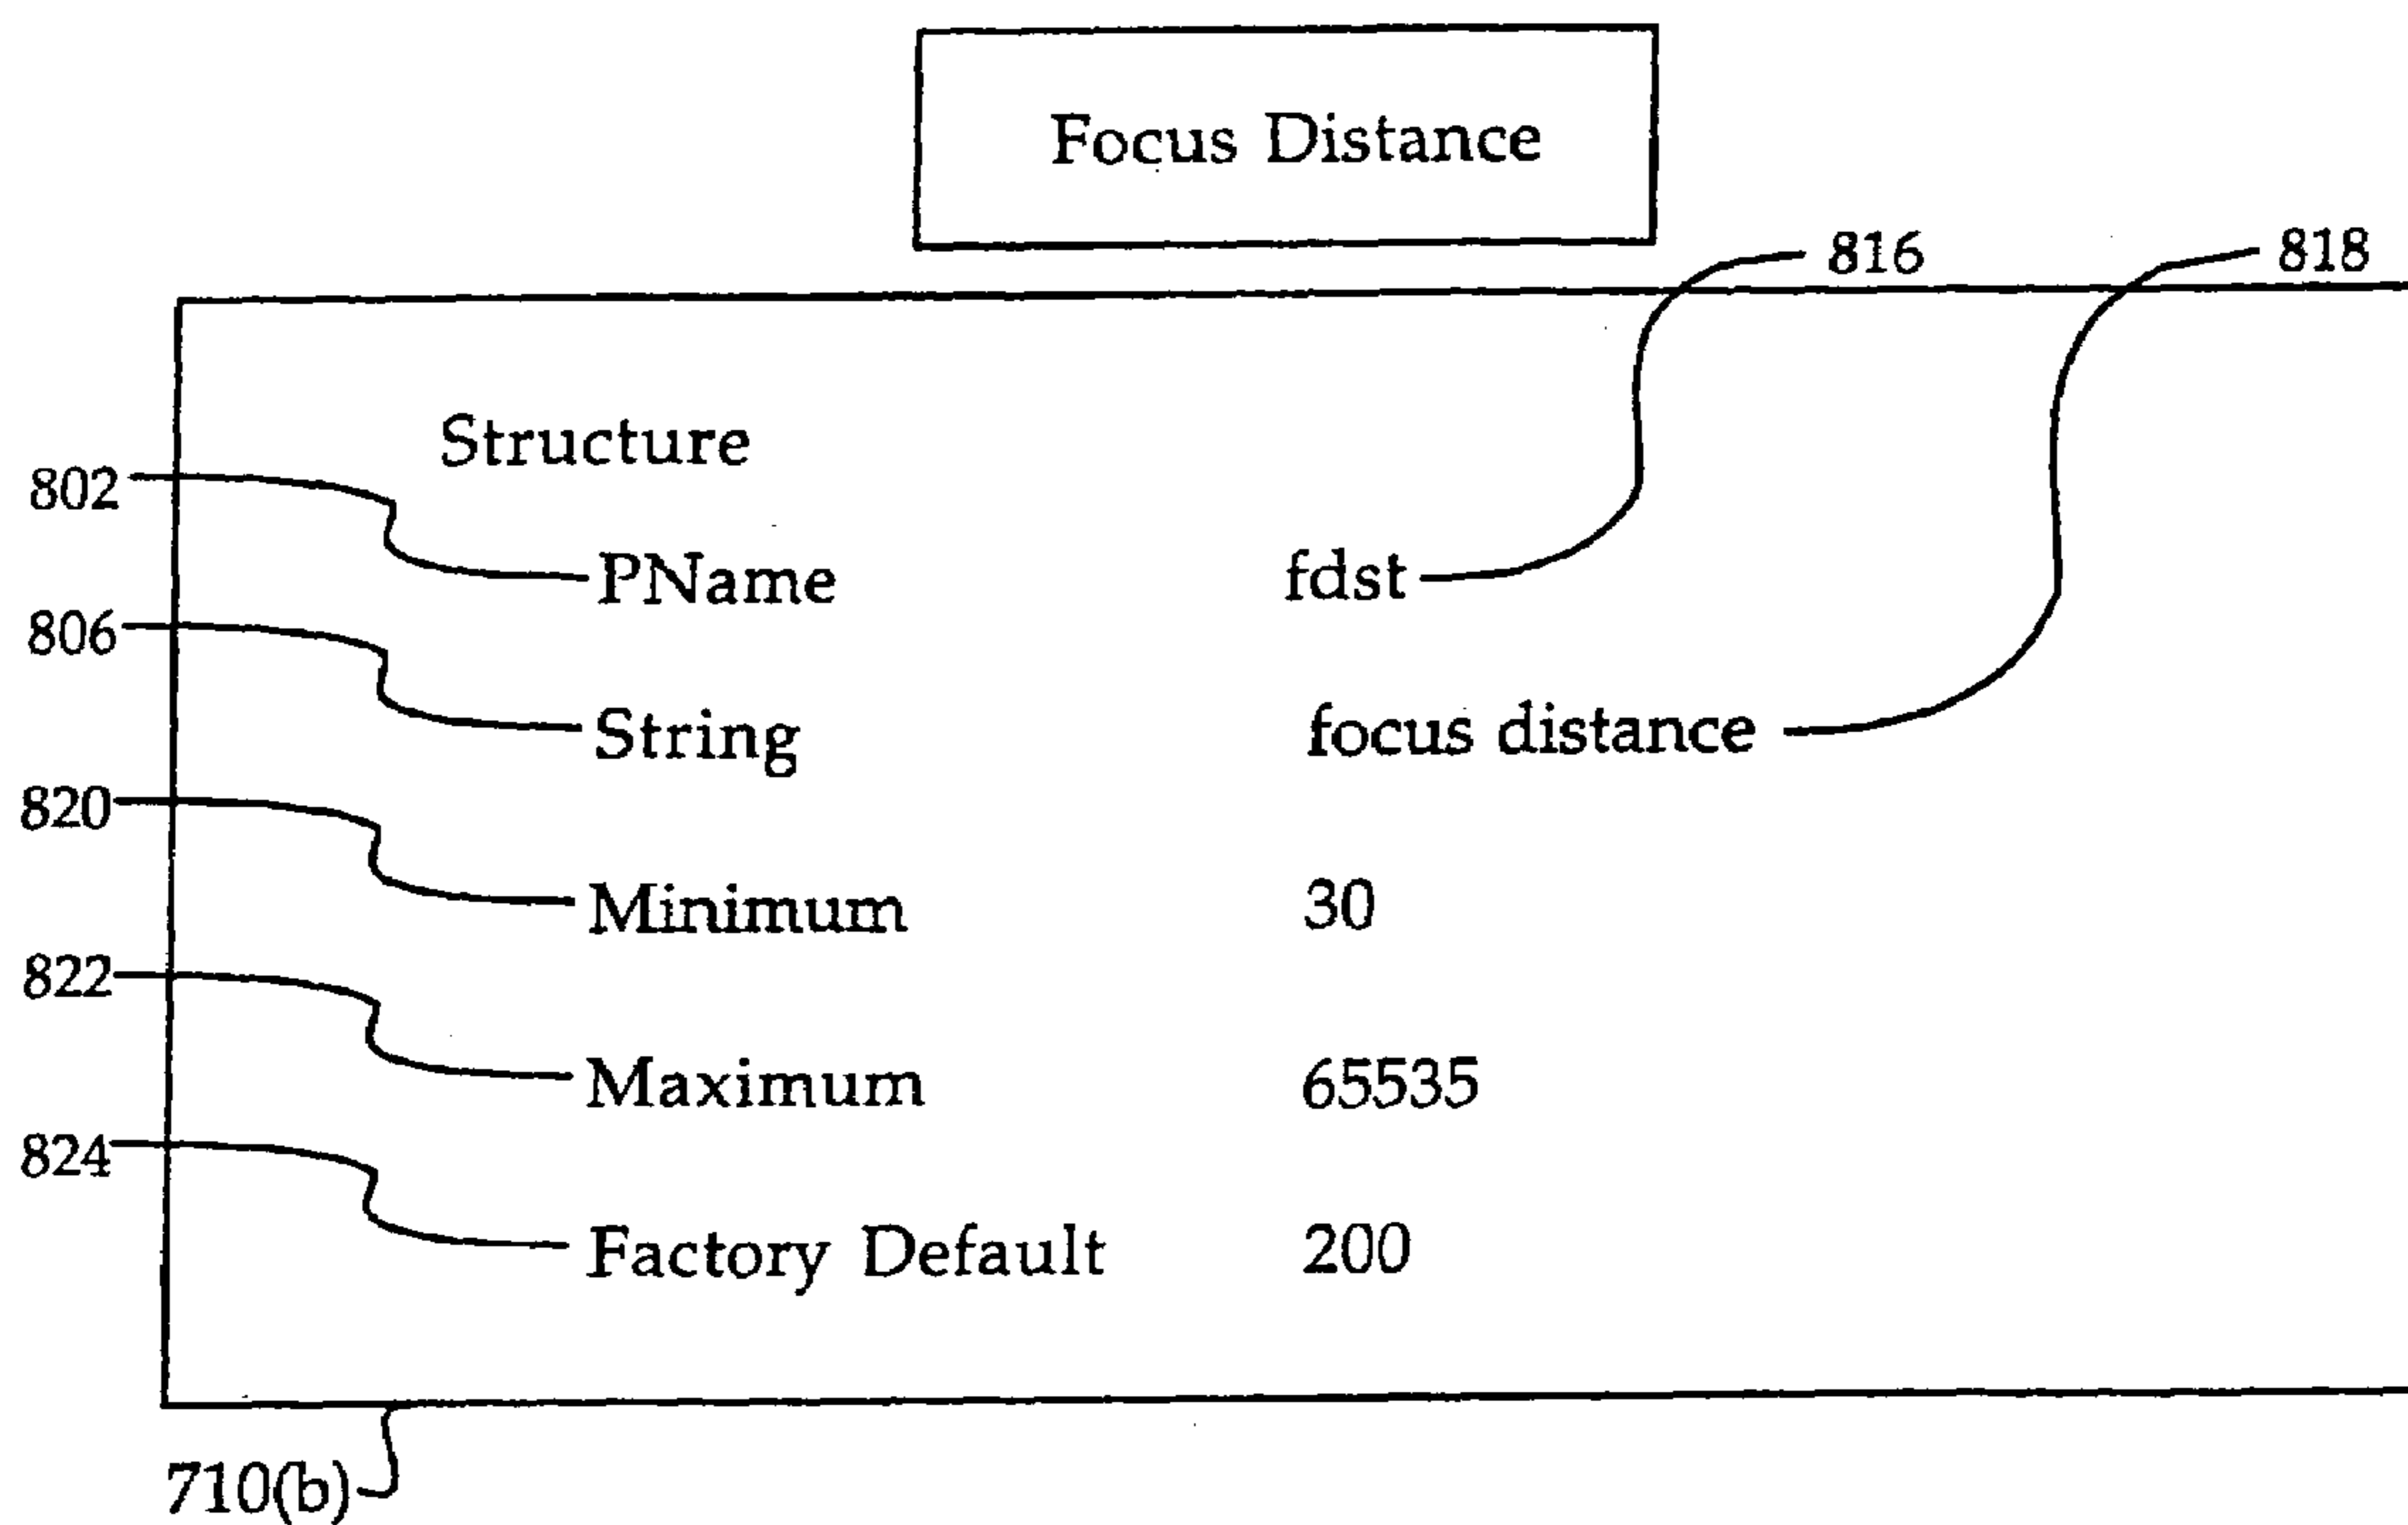 Focus Distance
816 818
Structure
802
PName fdst
806
String focus distance
820
Minimum 30
822
Maximum 65535
824
Factory Default 200
710(b)